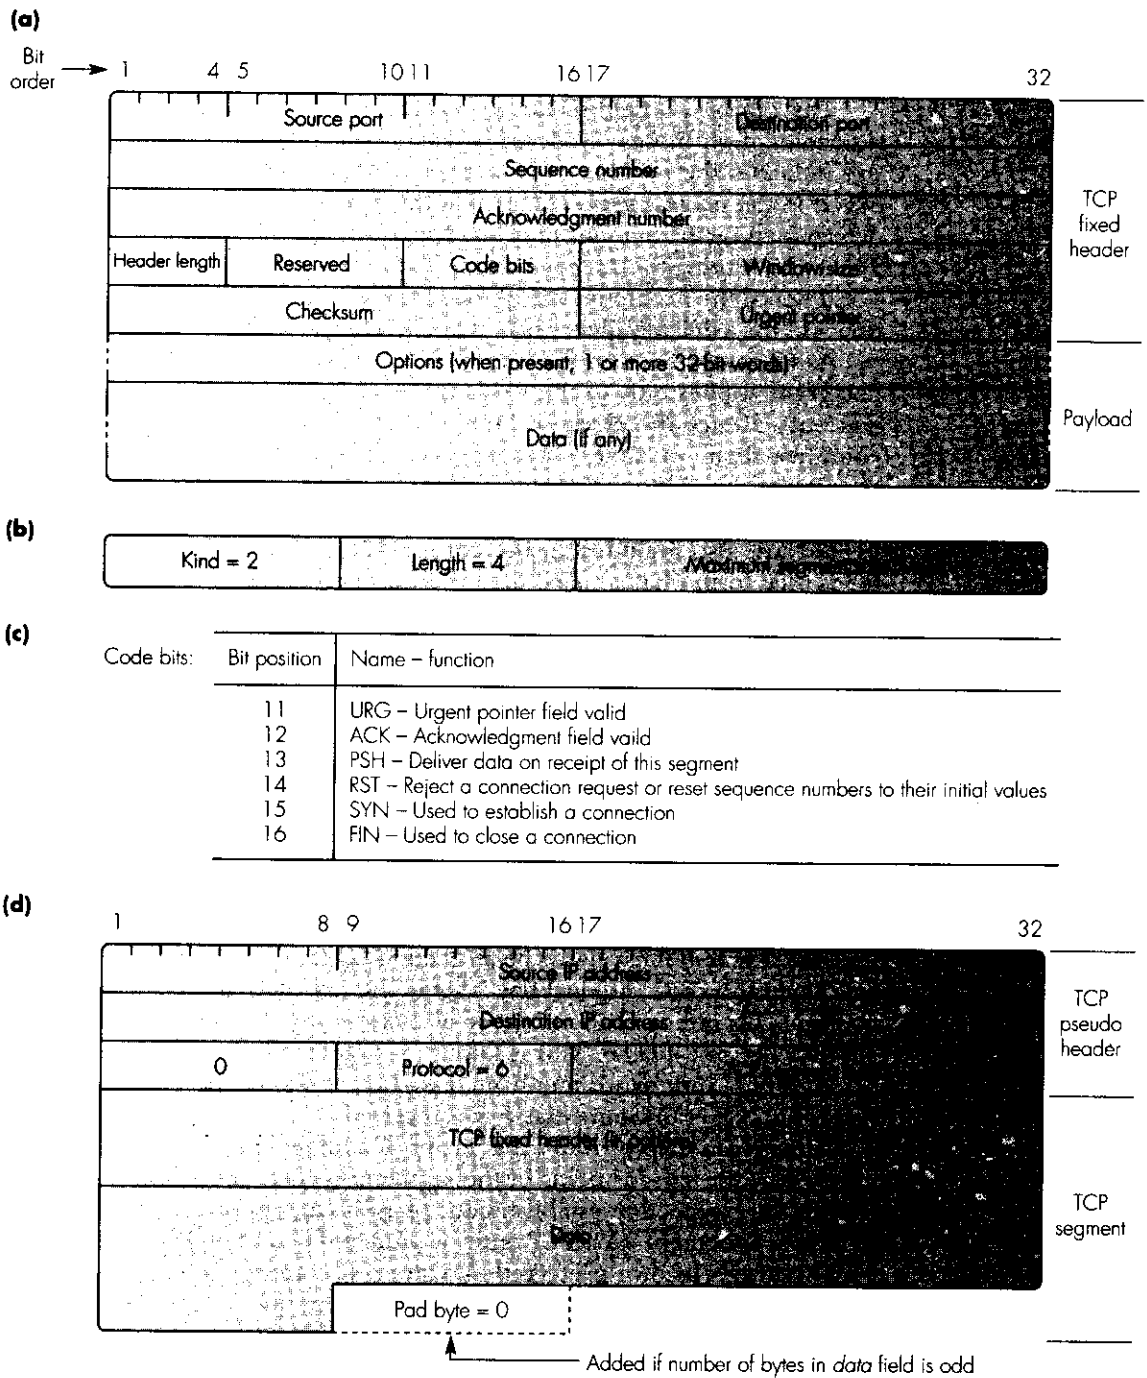 (a)
Bit order
1 4 5 10 11 16 17 32
Source port Destination port
Sequence number
Acknowledgment number
Header length Reserved Code bits Window size
Checksum Urgent pointer
Options (when present, 1 or more 32-bit words)
Data (if any)
TCP fixed header
Payload
(b)
Kind = 2 Length = 4 Maximum
(c)
Code bits: Bit position Name – function
11 URG – Urgent pointer field valid
12 ACK – Acknowledgment field vaild
13 PSH – Deliver data on receipt of this segment
14 RST – Reject a connection request or reset sequence numbers to their initial values
15 SYN – Used to establish a connection
16 FIN – Used to close a connection
(d)
1 8 9 16 17 32
Source IP address
Destination IP address
0 Protocol = 6
TCP fixed header
Data
Pad byte = 0
TCP pseudo header
TCP segment
Added if number of bytes in data field is odd